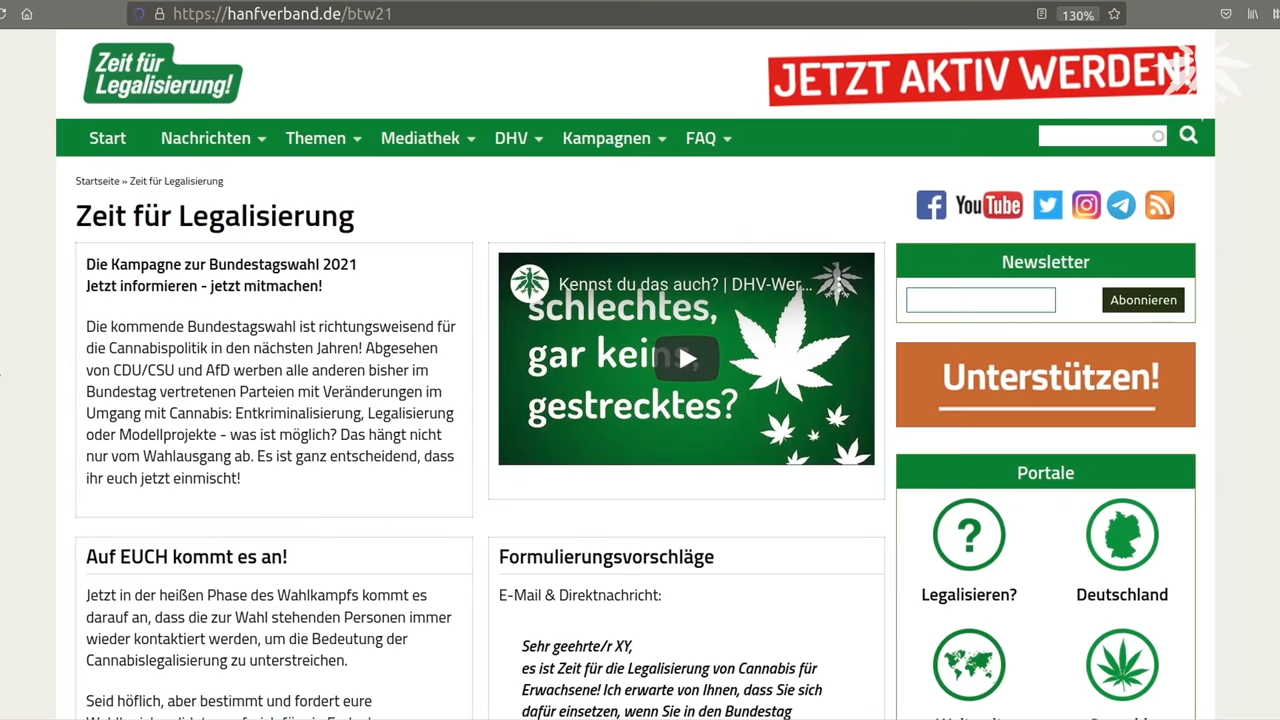 https://hanfverband.de/btw21
130%
Zeit für
Legalisierung!
JETZT AKTIV WERDEN!
Start Nachrichten Themen Mediathek DHV Kampagnen FAQ
Startseite » Zeit für Legalisierung
Zeit für Legalisierung
Die Kampagne zur Bundestagswahl 2021
Jetzt informieren - jetzt mitmachen!
Die kommende Bundestagswahl ist richtungsweisend für
die Cannabispolitik in den nächsten Jahren! Abgesehen
von CDU/CSU und AfD werben alle anderen bisher im
Bundestag vertretenen Parteien mit Veränderungen im
Umgang mit Cannabis: Entkriminalisierung, Legalisierung
oder Modellprojekte - was ist möglich? Das hängt nicht
nur vom Wahlausgang ab. Es ist ganz entscheidend, dass
ihr euch jetzt einmischt!
Kennst du das auch? | DHV-Wer...
schlechtes,
gar keins,
gestrecktes?
You Tube
Newsletter
Abonnieren
Unterstützen!
Portale
Legalisieren?
Deutschland
Auf EUCH kommt es an!
Jetzt in der heißen Phase des Wahlkampfs kommt es
darauf an, dass die zur Wahl stehenden Personen immer
wieder kontaktiert werden, um die Bedeutung der
Cannabislegalisierung zu unterstreichen.
Seid höflich, aber bestimmt und fordert eure
Formulierungsvorschläge
E-Mail & Direktnachricht:
Sehr geehrte/r XY,
es ist Zeit für die Legalisierung von Cannabis für
Erwachsene! Ich erwarte von Ihnen, dass Sie sich
dafür einsetzen, wenn Sie in den Bundestag